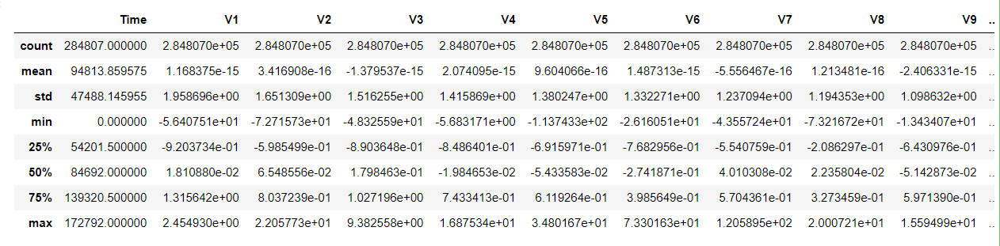 Time V1 V2 V3 V4 V5 V6 V7 V8 V9 ..
count 284807.000000 2.848070e+05 2.848070e+05 2.848070e+05 2.848070e+05 2.848070e+05 2.848070e+05 2.848070e+05 2.848070e+05 2.848070e+05 ..
mean 94813.859575 1.168375e-15 3.416908e-16 -1.379537e-15 2.074095e-15 9.604066e-16 1.487313e-15 -5.556467e-16 1.213481e-16 -2.406331e-15 ..
std 47488.145955 1.958696e+00 1.651309e+00 1.516255e+00 1.415869e+00 1.380247e+00 1.332271e+00 1.237094e+00 1.194353e+00 1.098632e+00 ..
min 0.000000 -5.640751e+01 -7.271573e+01 -4.832559e+01 -5.683171e+00 -1.137433e+02 -2.616051e+01 -4.355724e+01 -7.321672e+01 -1.343407e+01 ..
25% 54201.500000 -9.203734e-01 -5.985499e-01 -8.903648e-01 -8.486401e-01 -6.915971e-01 -7.682956e-01 -5.540759e-01 -2.086297e-01 -6.430976e-01 ..
50% 84692.000000 1.810880e-02 6.548556e-02 1.798463e-01 -1.984653e-02 -5.433583e-02 -2.741871e-01 4.010308e-02 2.235804e-02 -5.142873e-02 ..
75% 139320.500000 1.315642e+00 8.037239e-01 1.027196e+00 7.433413e-01 6.119264e-01 3.985649e-01 5.704361e-01 3.273459e-01 5.971390e-01 ..
max 172792.000000 2.454930e+00 2.205773e+01 9.382558e+00 1.687534e+01 3.480167e+01 7.330163e+01 1.205895e+02 2.000721e+01 1.559499e+01 ..